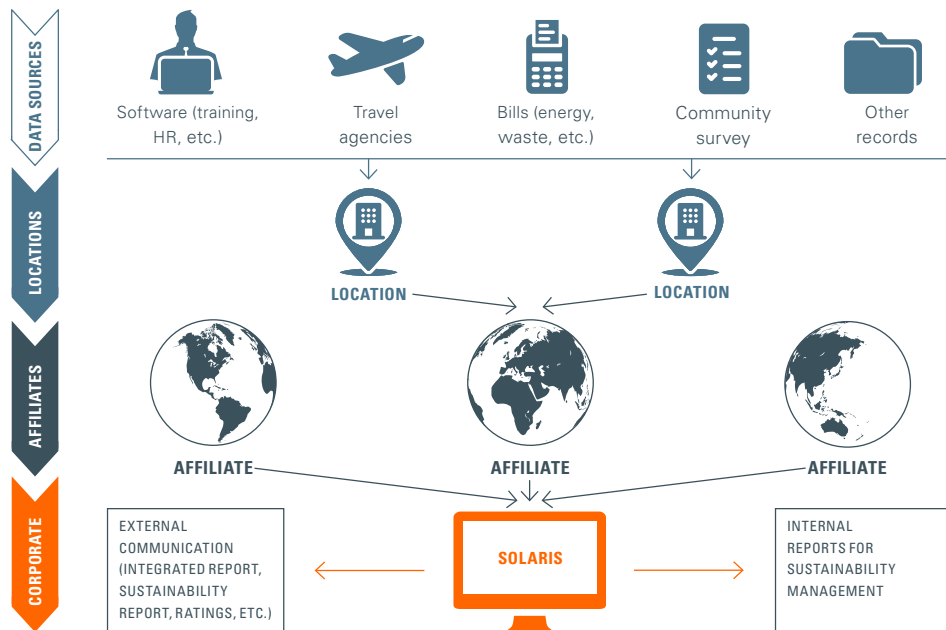 DATA SOURCES
Software (training,
HR, etc.)
Travel
agencies
Bills (energy,
waste, etc.)
Community
survey
Other
records
LOCATIONS
LOCATION
LOCATION
AFFILIATES
AFFILIATE
AFFILIATE
AFFILIATE
CORPORATE
EXTERNAL
COMMUNICATION
(INTEGRATED REPORT,
SUSTAINABILITY
REPORT, RATINGS, ETC.)
SOLARIS
INTERNAL
REPORTS FOR
SUSTAINABILITY
MANAGEMENT